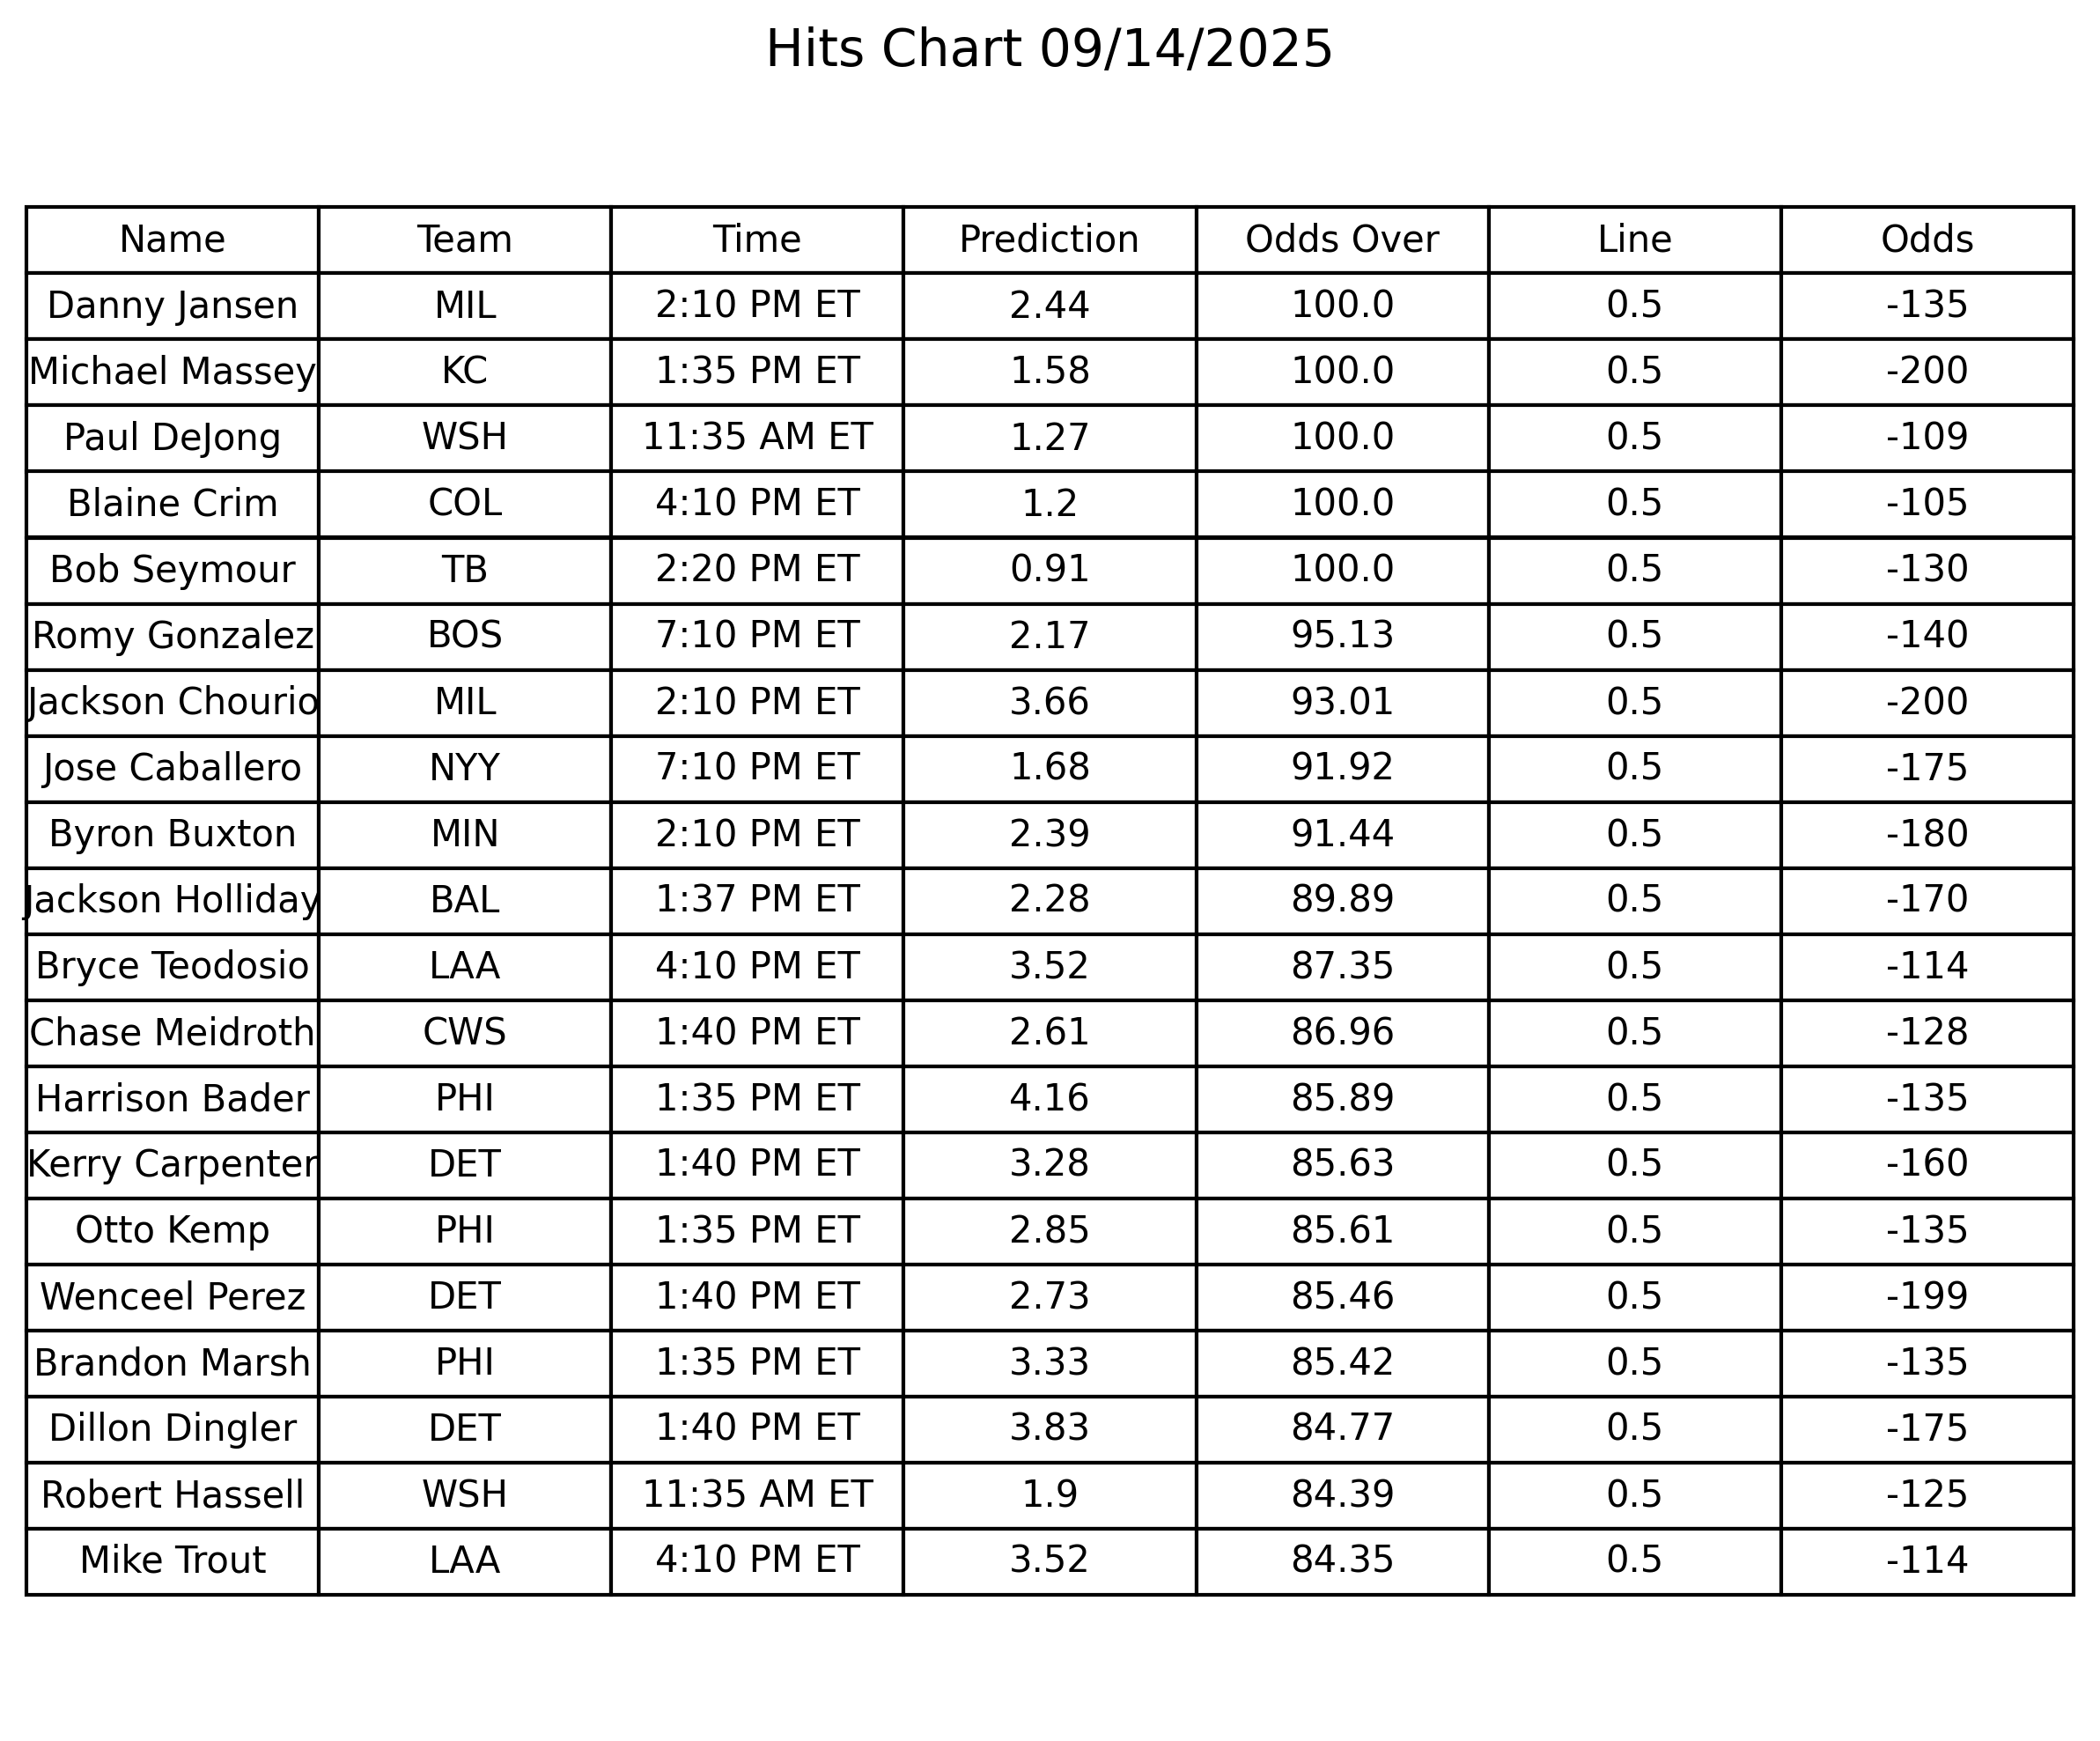 Hits Chart 09/14/2025
Name Team Time Prediction Odds Over Line Odds
Danny Jansen MIL 2:10 PM ET 2.44 100.0 0.5 -135
Michael Massey KC 1:35 PM ET 1.58 100.0 0.5 -200
Paul DeJong WSH 11:35 AM ET 1.27 100.0 0.5 -109
Blaine Crim COL 4:10 PM ET 1.2 100.0 0.5 -105
Bob Seymour TB 2:20 PM ET 0.91 100.0 0.5 -130
Romy Gonzalez BOS 7:10 PM ET 2.17 95.13 0.5 -140
Jackson Chourio MIL 2:10 PM ET 3.66 93.01 0.5 -200
Jose Caballero NYY 7:10 PM ET 1.68 91.92 0.5 -175
Byron Buxton MIN 2:10 PM ET 2.39 91.44 0.5 -180
Jackson Holliday BAL 1:37 PM ET 2.28 89.89 0.5 -170
Bryce Teodosio LAA 4:10 PM ET 3.52 87.35 0.5 -114
Chase Meidroth CWS 1:40 PM ET 2.61 86.96 0.5 -128
Harrison Bader PHI 1:35 PM ET 4.16 85.89 0.5 -135
Kerry Carpenter DET 1:40 PM ET 3.28 85.63 0.5 -160
Otto Kemp PHI 1:35 PM ET 2.85 85.61 0.5 -135
Wenceel Perez DET 1:40 PM ET 2.73 85.46 0.5 -199
Brandon Marsh PHI 1:35 PM ET 3.33 85.42 0.5 -135
Dillon Dingler DET 1:40 PM ET 3.83 84.77 0.5 -175
Robert Hassell WSH 11:35 AM ET 1.9 84.39 0.5 -125
Mike Trout LAA 4:10 PM ET 3.52 84.35 0.5 -114